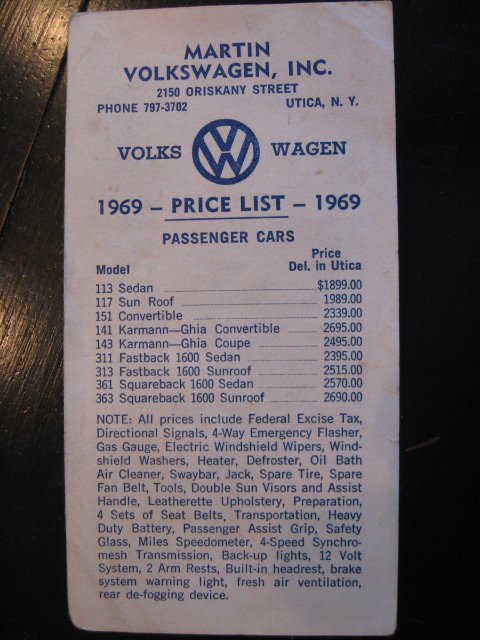 MARTIN
VOLKSWAGEN, INC.
2150 ORISKANY STREET
PHONE 797-3702 UTICA, N. Y.
VOLKS VW WAGEN
1969 — PRICE LIST — 1969
PASSENGER CARS
Price
Model Del. in Utica
113 Sedan $1899.00
117 Sun Roof 1989.00
151 Convertible 2339.00
141 Karmann—Ghia Convertible 2695.00
143 Karmann—Ghia Coupe 2495.00
311 Fastback 1600 Sedan 2395.00
313 Fastback 1600 Sunroof 2515.00
361 Squareback 1600 Sedan 2570.00
363 Squareback 1600 Sunroof 2690.00
NOTE: All prices include Federal Excise Tax,
Directional Signals, 4-Way Emergency Flasher,
Gas Gauge, Electric Windshield Wipers, Wind-
shield Washers, Heater, Defroster, Oil Bath
Air Cleaner, Swaybar, Jack, Spare Tire, Spare
Fan Belt, Tools, Double Sun Visors and Assist
Handle, Leatherette Upholstery, Preparation,
4 Sets of Seat Belts, Transportation, Heavy
Duty Battery, Passenger Assist Grip, Safety
Glass, Miles Speedometer, 4-Speed Synchro-
mesh Transmission, Back-up lights, 12 Volt
System, 2 Arm Rests, Built-in headrest, brake
system warning light, fresh air ventilation,
rear de-fogging device.